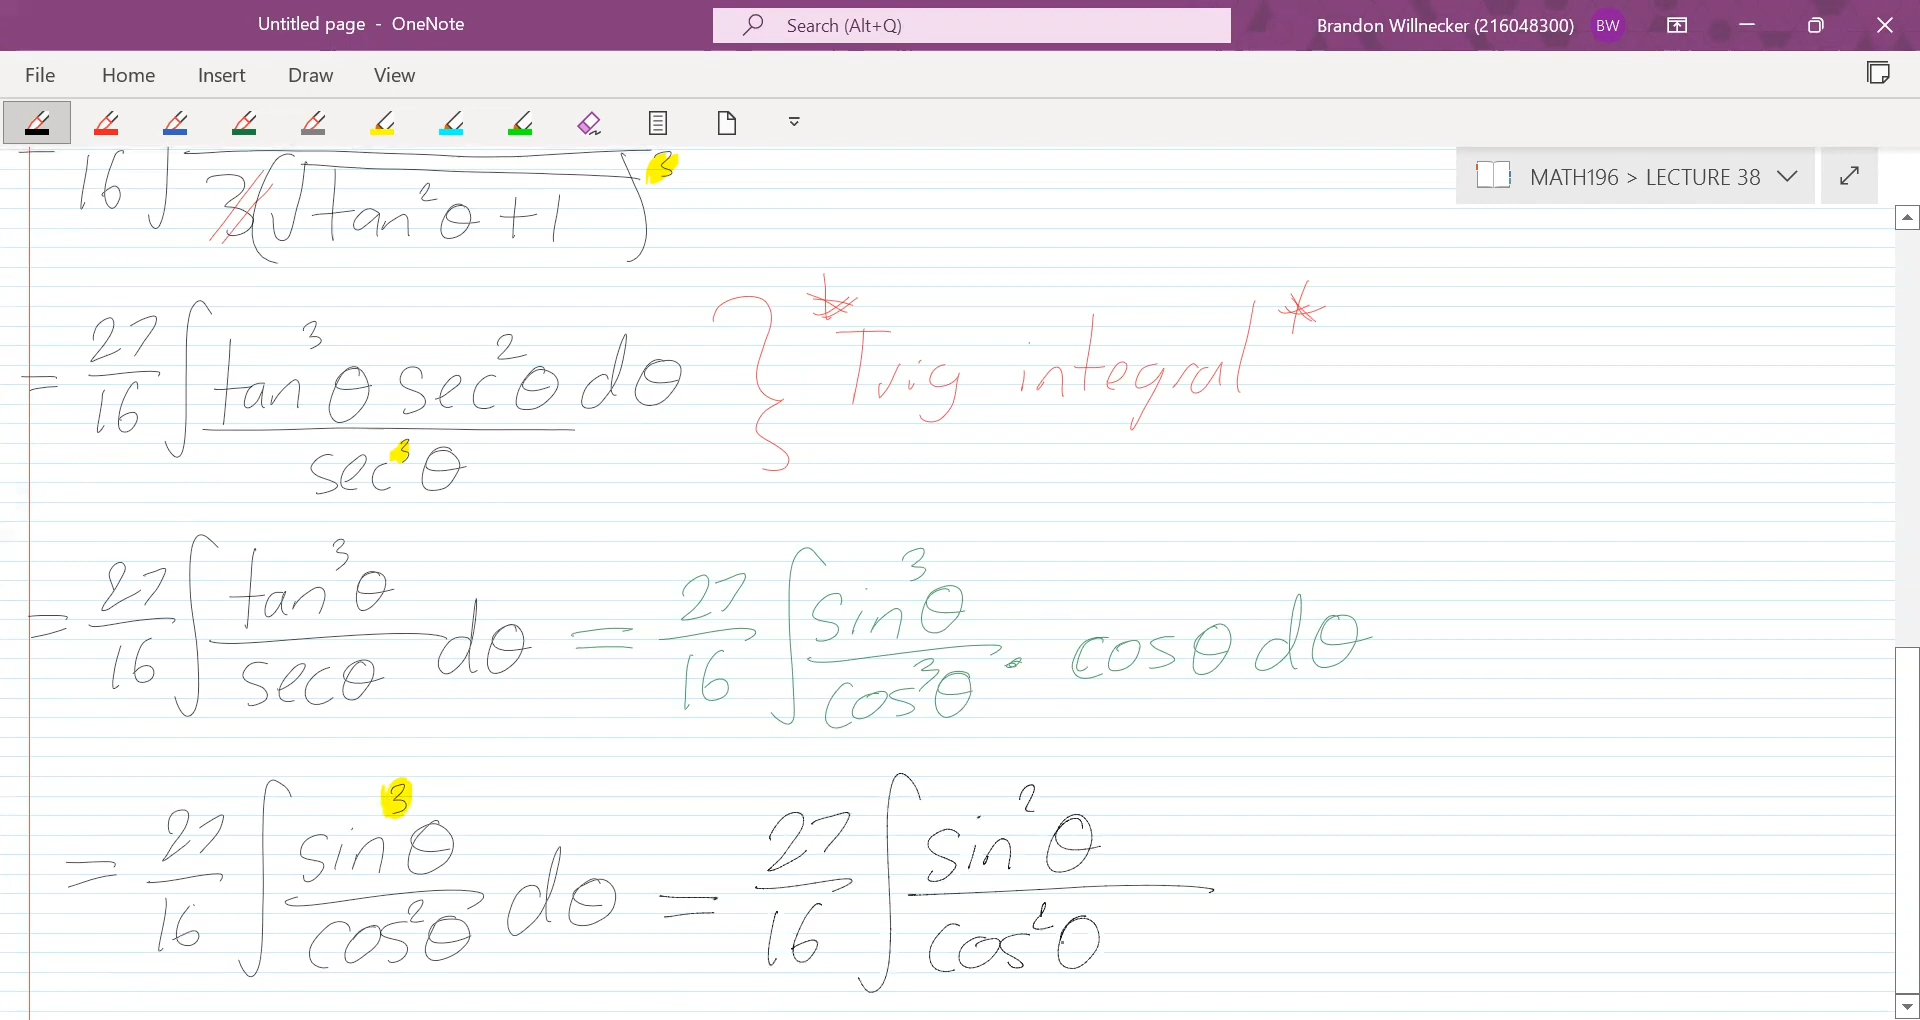 Untitled page - OneNote
Search (Alt+Q)
Brandon Willnecker (216048300) BW
File Home Insert Draw View
MATH196 > LECTURE 38
16 ∫ 3(√tan²θ+1)³
= 27/16 ∫ tan³θ sec²θ dθ / sec³θ } * Trig integral *
= 27/16 ∫ tan³θ / secθ dθ = 27/16 ∫ sin³θ / cos³θ · cosθ dθ
= 27/16 ∫ sin³θ / cos²θ dθ = 27/16 ∫ sin²θ / cos²0